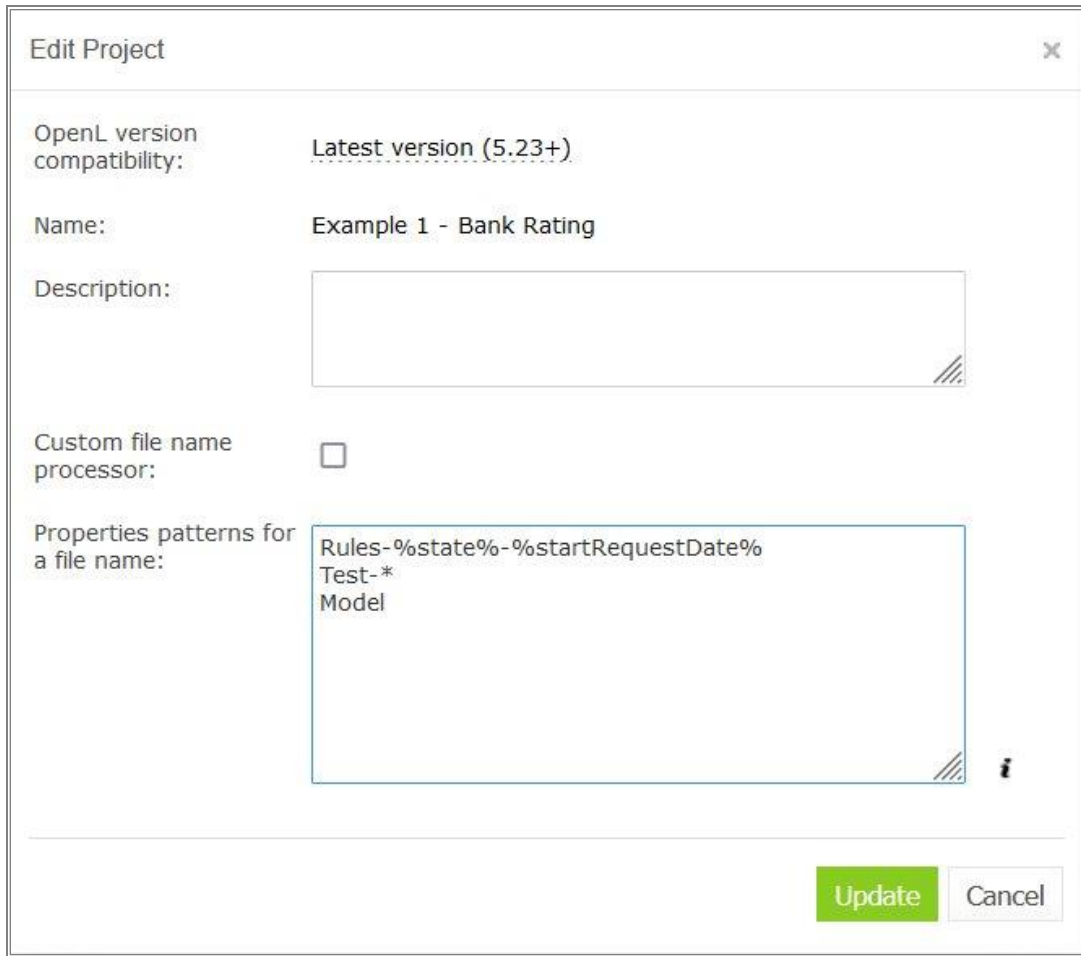 Edit Project
×
OpenL version
compatibility:
Latest version (5.23+)
Name:
Example 1 - Bank Rating
Description:
Custom file name
processor:
Properties patterns for
a file name:
Rules-%state%-%startRequestDate%
Test-*
Model
i
Update
Cancel